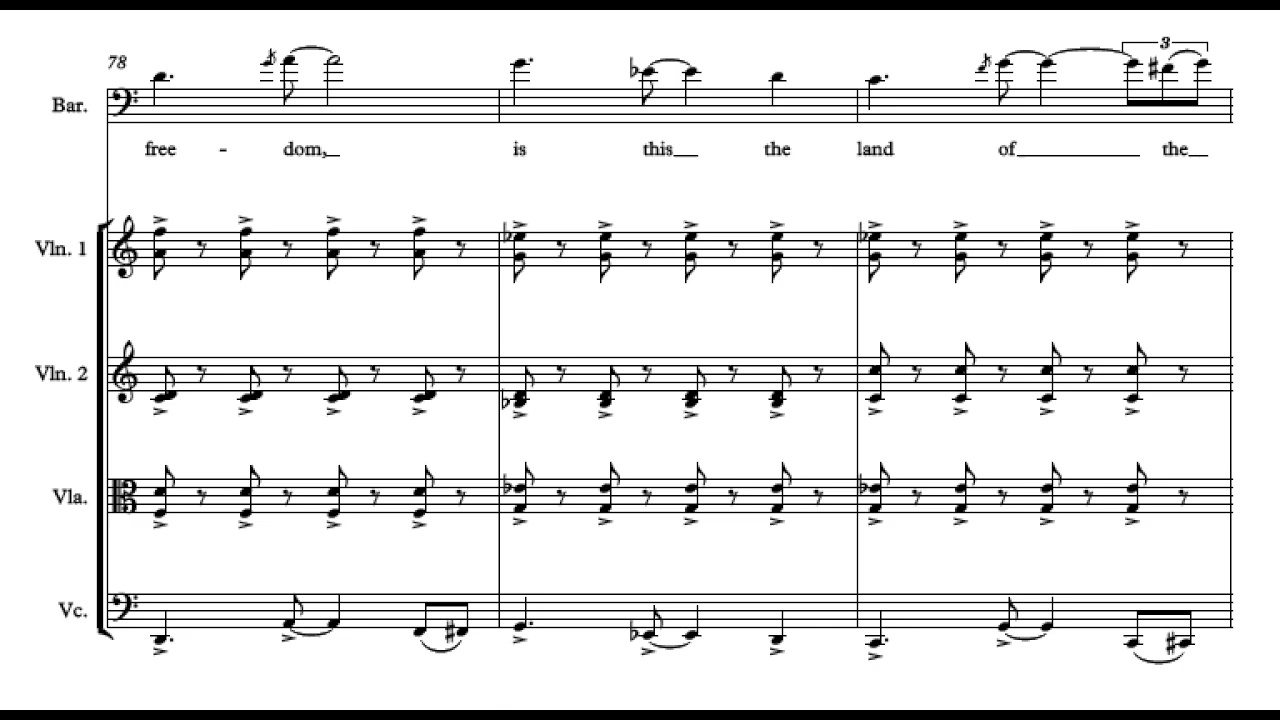 78
3
Bar.
free - dom, is this the land of the
Vln. 1
Vln. 2
Vla.
Vc.